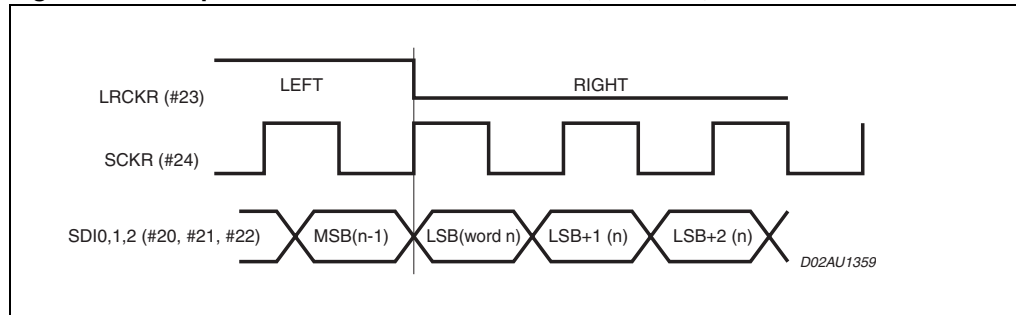 LEFT
RIGHT
LRCKR (#23)
SCKR (#24)
SDI0,1,2 (#20, #21, #22)
MSB(n-1)
LSB(word n)
LSB+1 (n)
LSB+2 (n)
D02AU1359